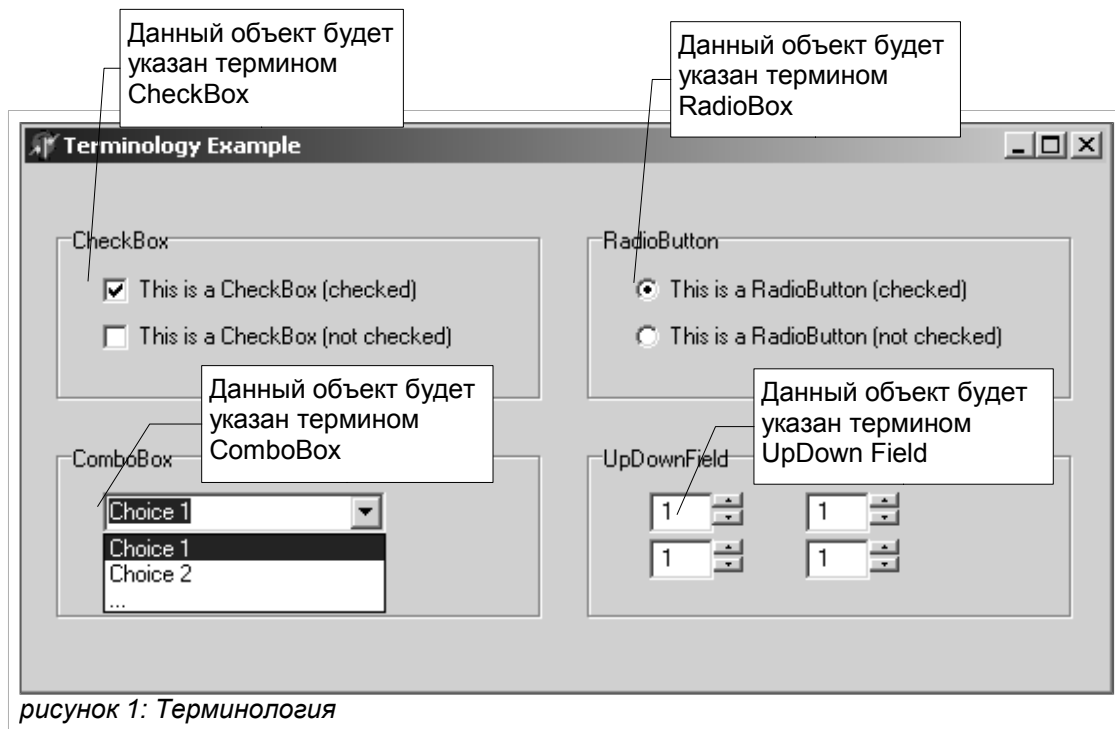 Данный объект будет
указан термином
CheckBox
Данный объект будет
указан термином
RadioBox
Terminology Example
CheckBox
This is a CheckBox (checked)
This is a CheckBox (not checked)
RadioButton
This is a RadioButton (checked)
This is a RadioButton (not checked)
Данный объект будет
указан термином
ComboBox
Данный объект будет
указан термином
UpDown Field
ComboBox
Choice 1
Choice 1
Choice 2
...
UpDownField
1 1
1 1
рисунок 1: Терминология